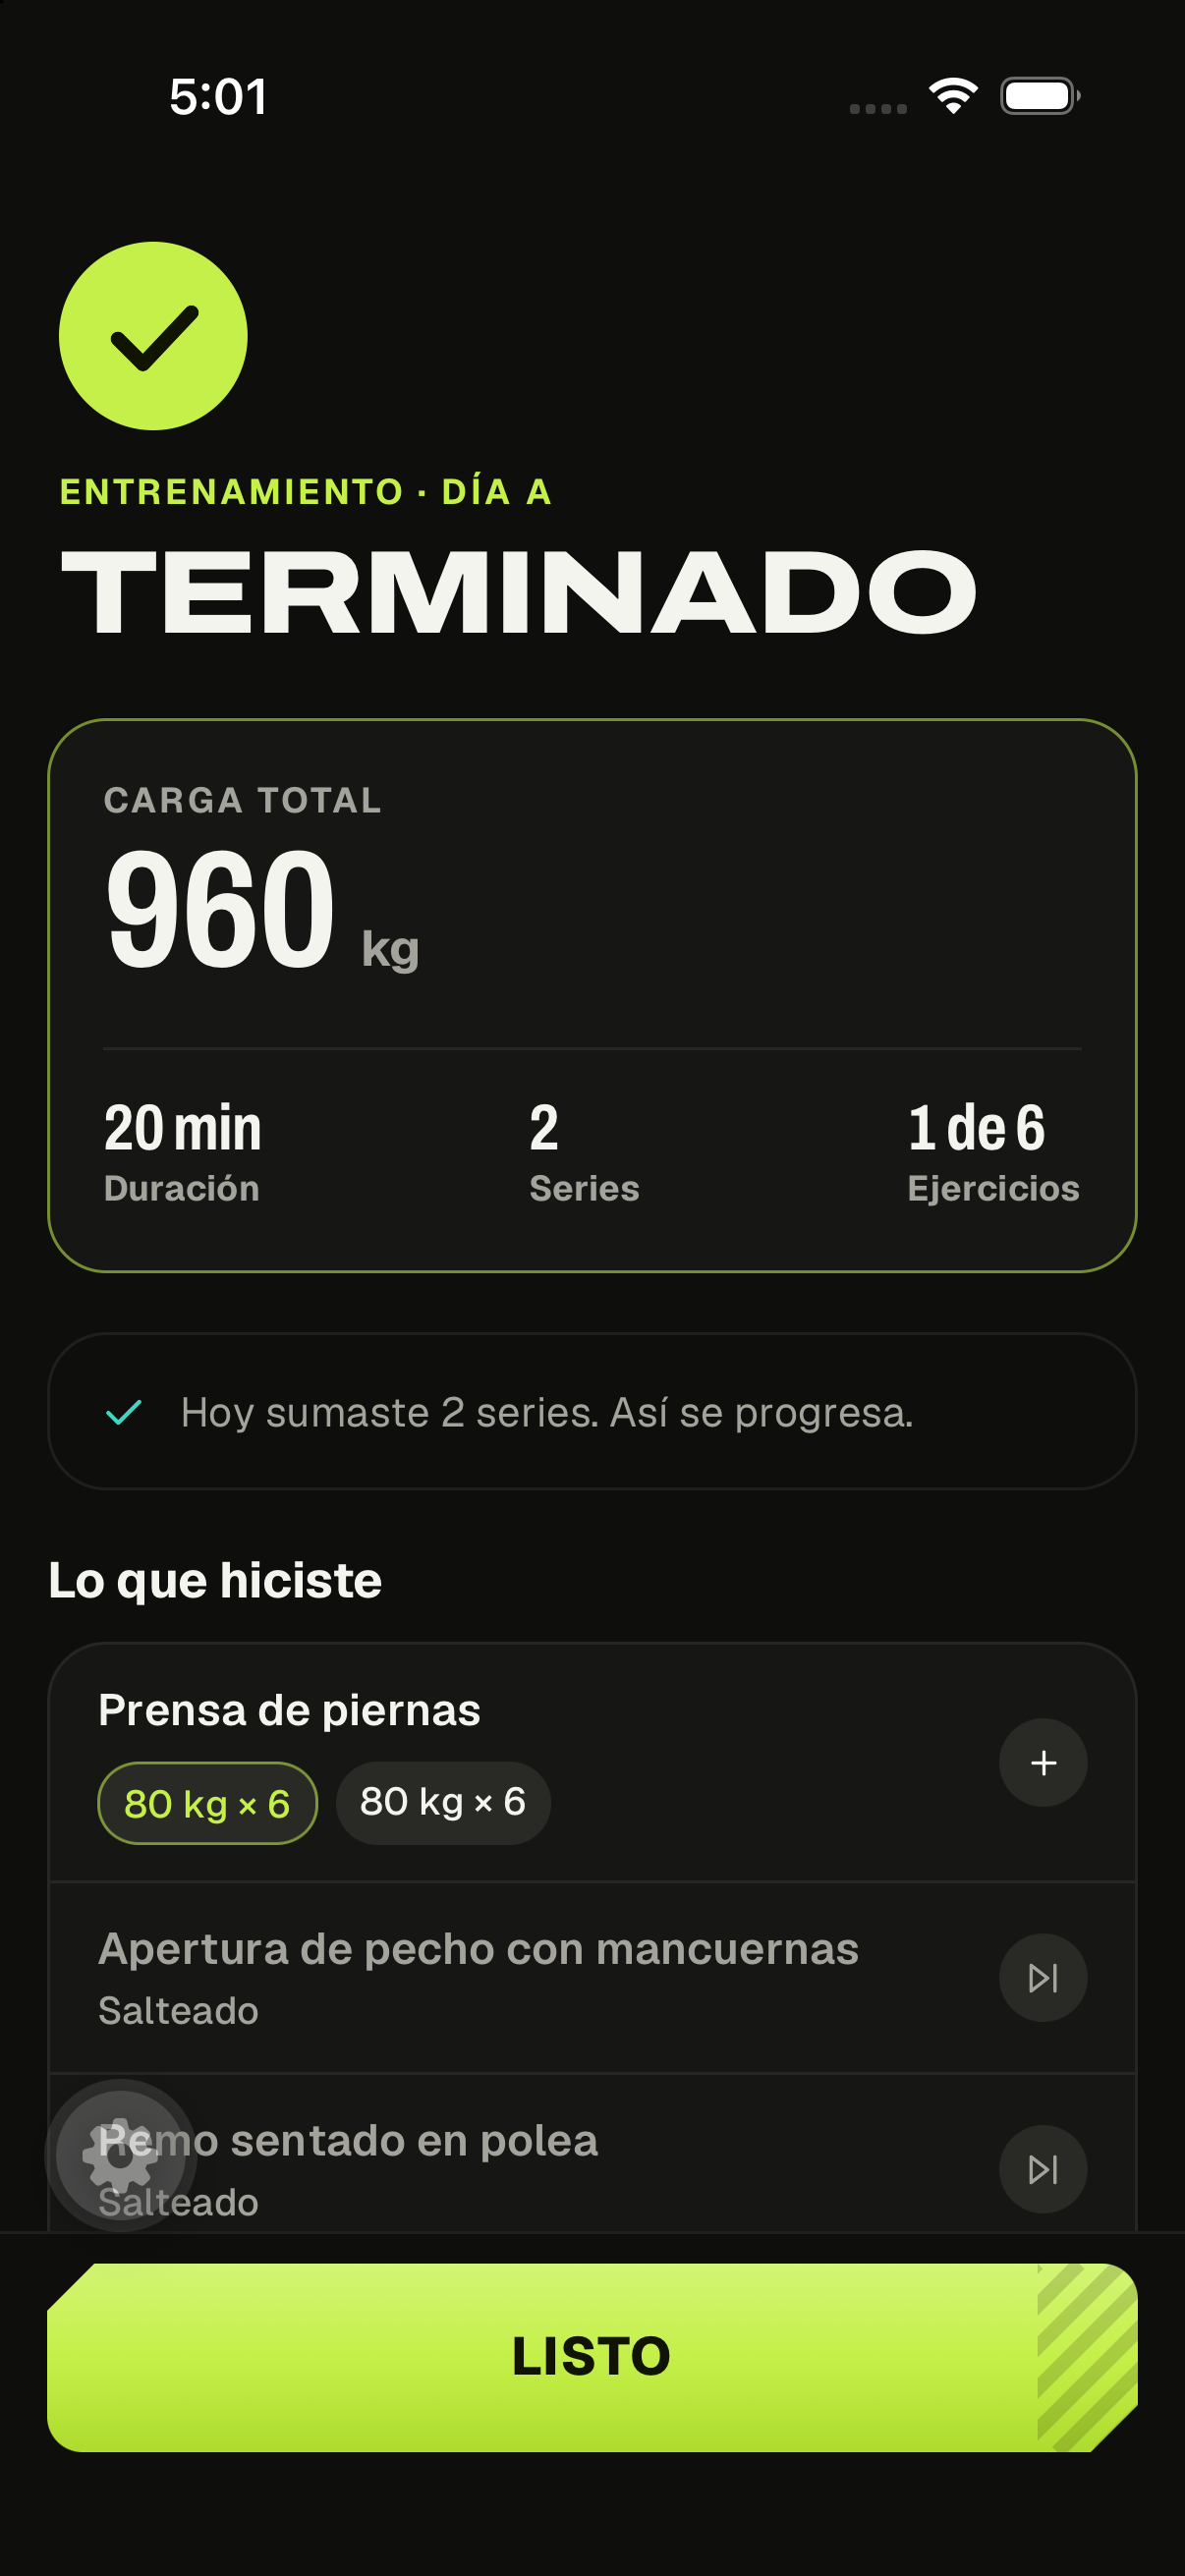 5:01
ENTRENAMIENTO · DÍA A
TERMINADO
CARGA TOTAL
960 kg
20 min
Duración
2
Series
1 de 6
Ejercicios
Hoy sumaste 2 series. Así se progresa.
Lo que hiciste
Prensa de piernas
80 kg × 6
80 kg × 6
Apertura de pecho con mancuernas
Salteado
Remo sentado en polea
Salteado
LISTO